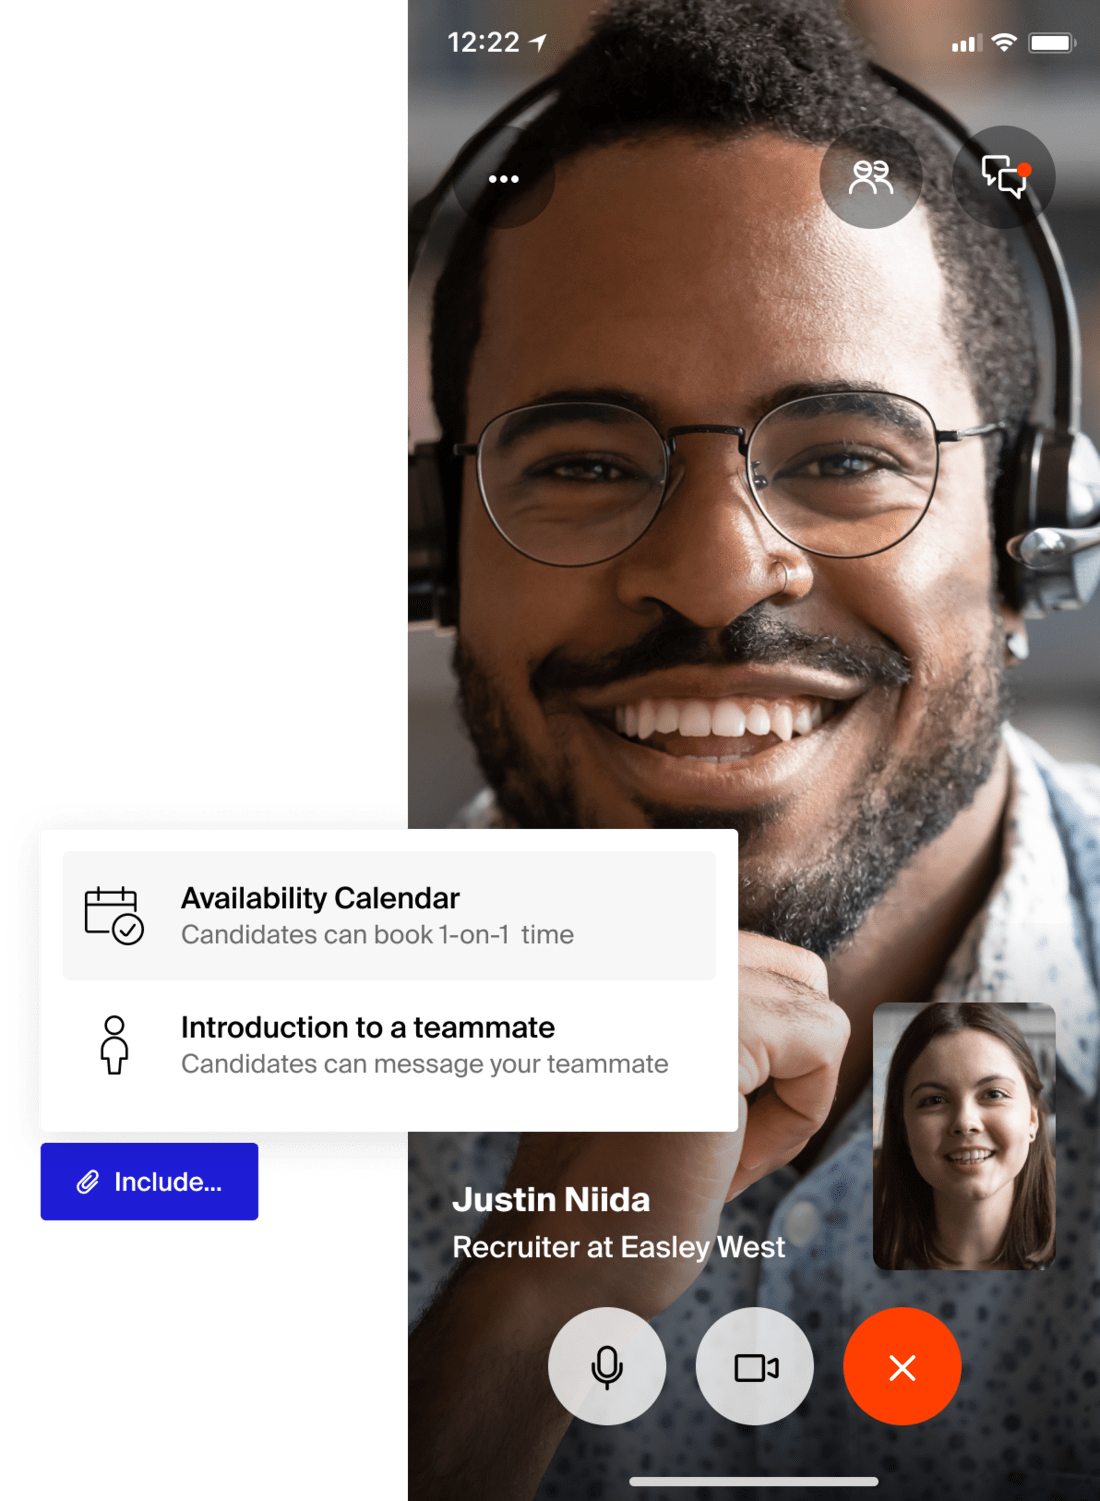 12:22
Availability Calendar
Candidates can book 1-on-1 time
Introduction to a teammate
Candidates can message your teammate
Include...
Justin Niida
Recruiter at Easley West